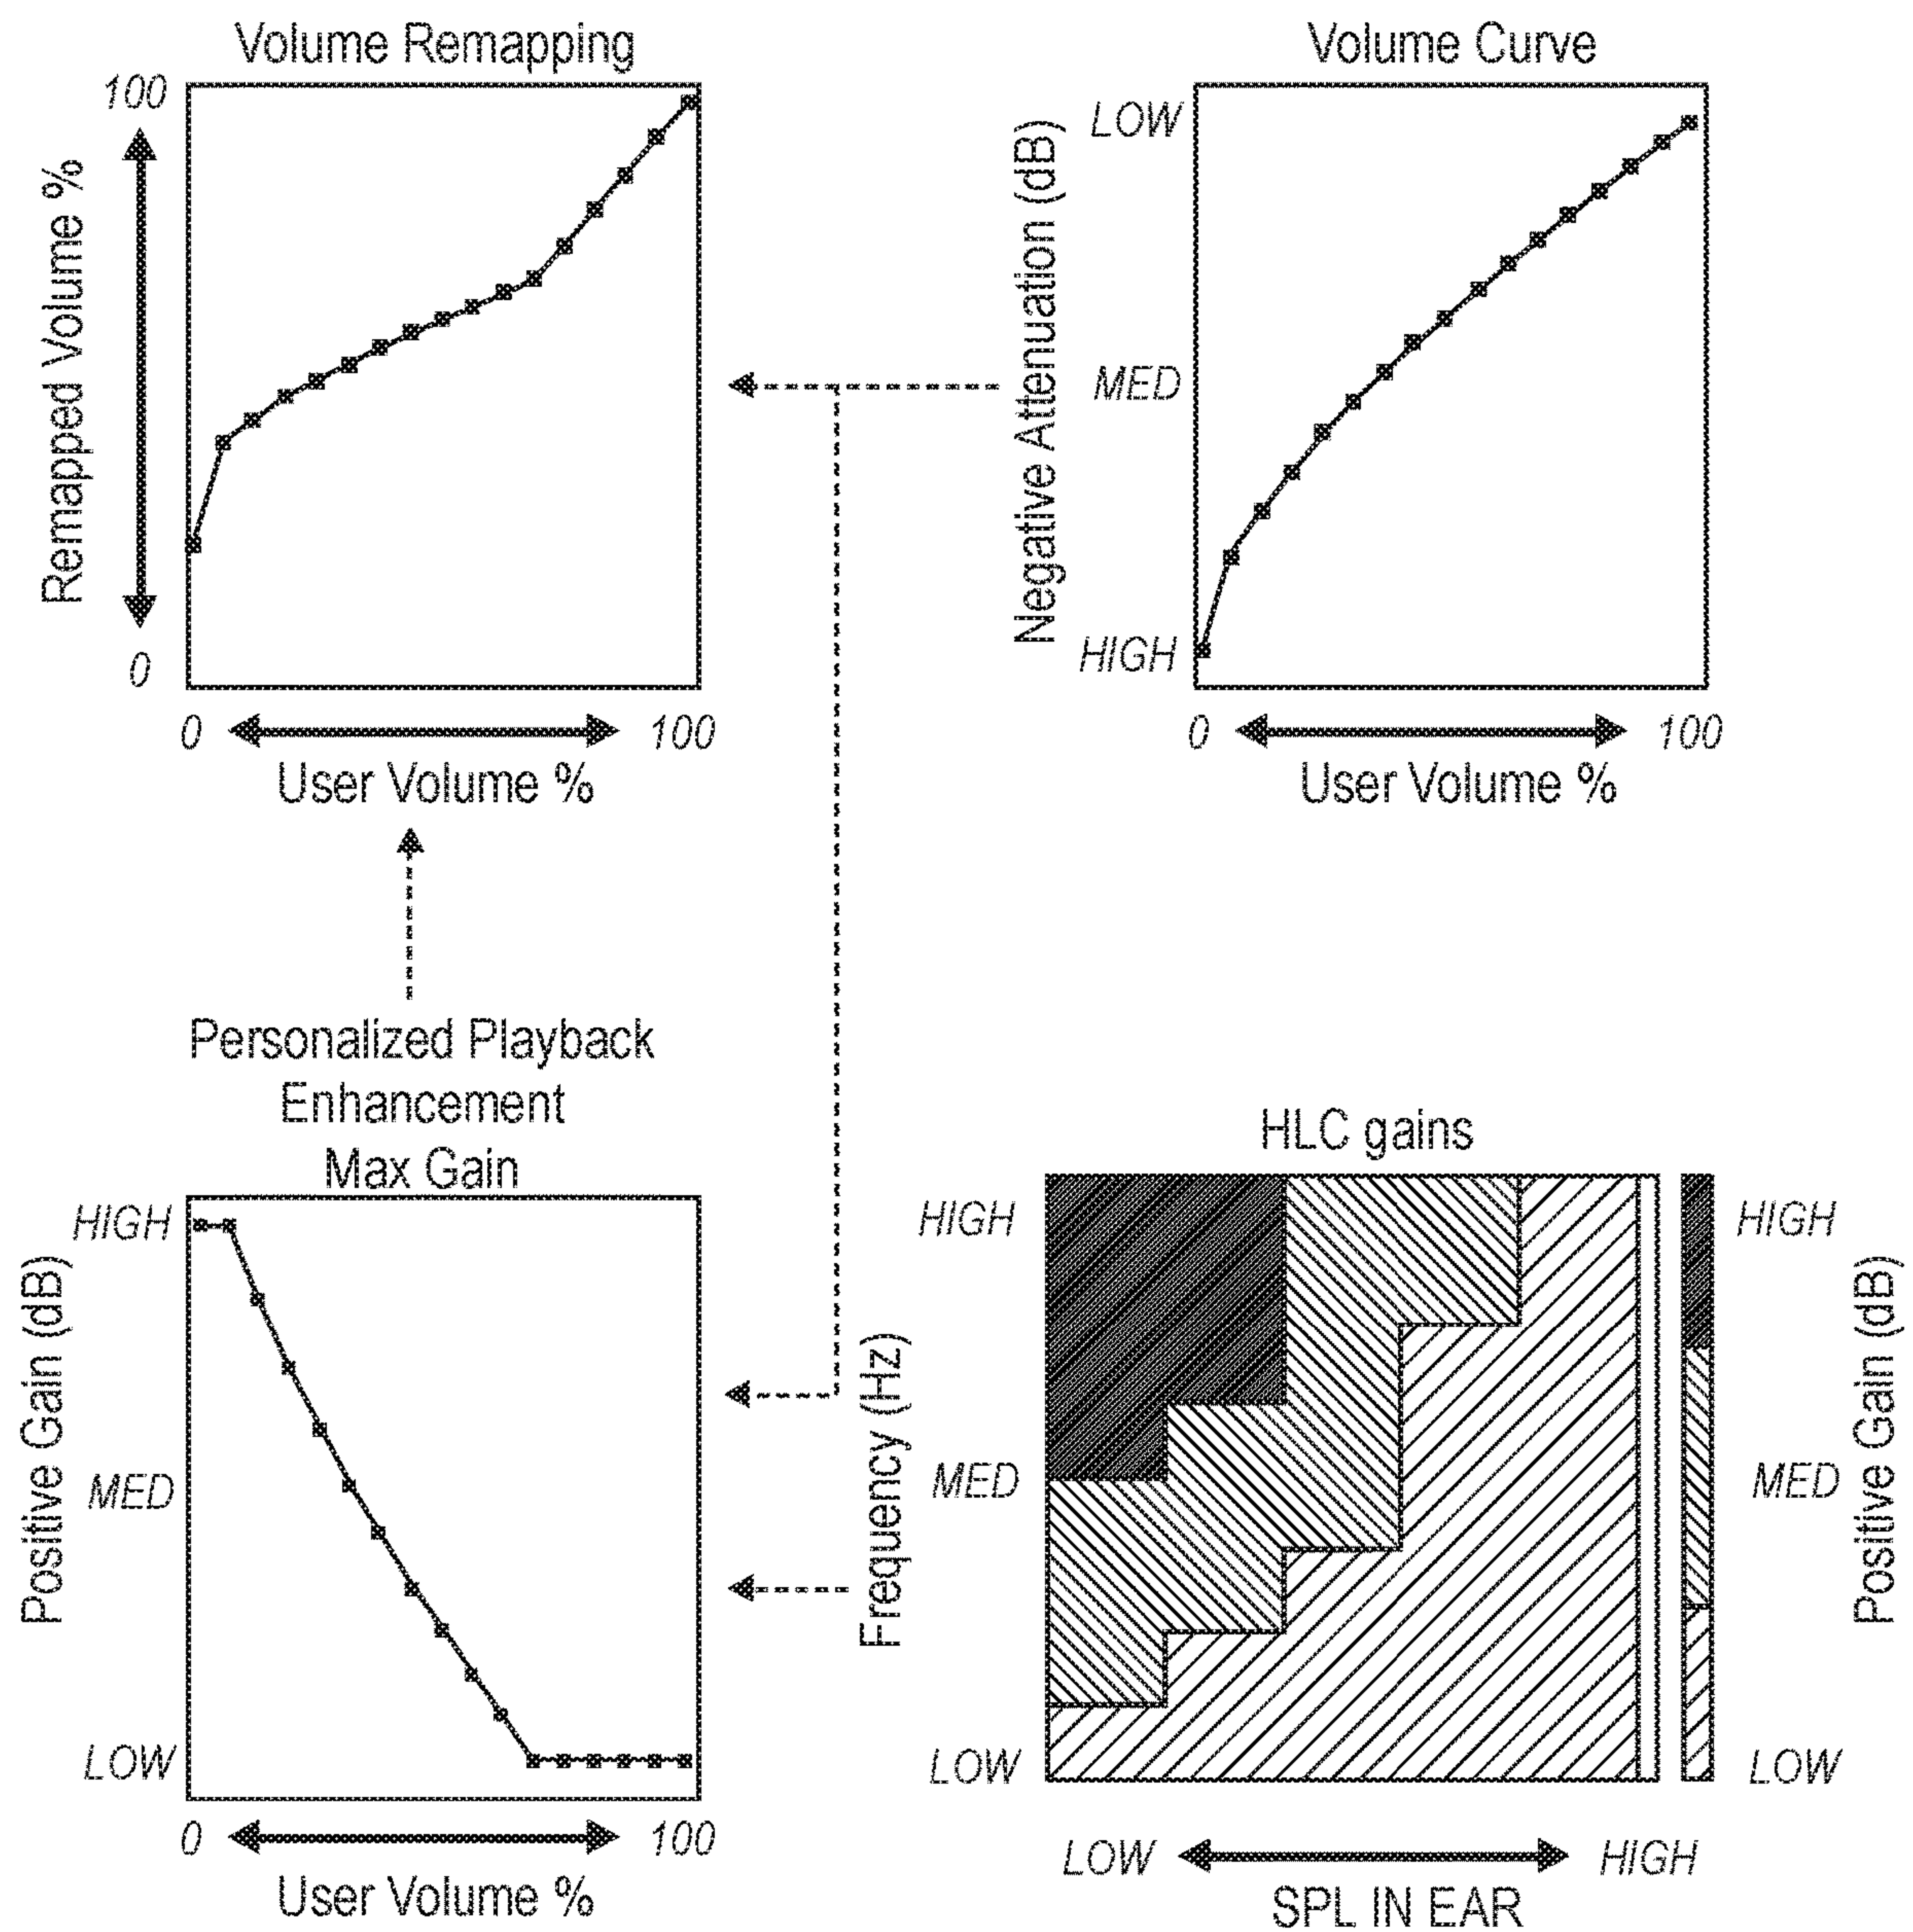 Volume Remapping
100
Remapped Volume %
0
0
100
User Volume %
Volume Curve
LOW
Negative Attenuation (dB)
MED
HIGH
0
100
User Volume %
Personalized Playback
Enhancement
Max Gain
HIGH
Positive Gain (dB)
MED
LOW
0
100
User Volume %
HLC gains
HIGH
Frequency (Hz)
MED
LOW
HIGH
Positive Gain (dB)
MED
LOW
LOW
HIGH
SPL IN EAR